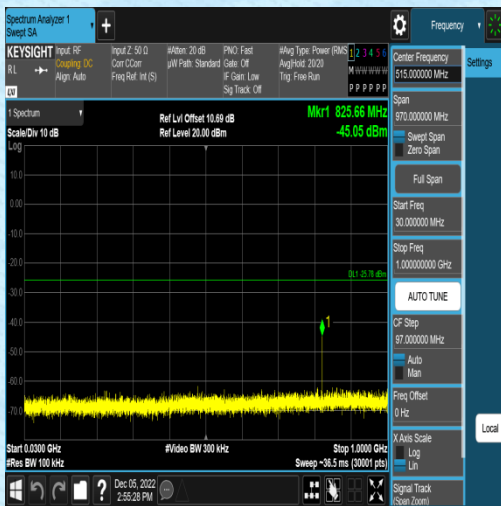 Spectrum Analyzer 1
Swept SA
Frequency
KEYSIGHT
Input: RF
Coupling: DC
Align: Auto
Input Z: 50 Ω
Corr CCorr
Freq Ref: Int (S)
#Atten: 20 dB
µW Path: Standard
PNO: Fast
Gate: Off
IF Gain: Low
Sig Track: Off
#Avg Type: Power (RMS
Avg|Hold: 20/20
Trig: Free Run
1 2 3 4 5 6
M W W W W W
P P P P P P
R L
LXI
1 Spectrum
Scale/Div 10 dB
Log
Ref Lvl Offset 10.69 dB
Ref Level 20.00 dBm
Mkr1 825.66 MHz
-45.05 dBm
10.0
0.00
-10.0
-20.0
-30.0
-40.0
-50.0
-60.0
-70.0
DL1 -25.78 dBm
1
Start 0.0300 GHz
#Res BW 100 kHz
#Video BW 300 kHz
Stop 1.0000 GHz
Sweep ~36.5 ms (30001 pts)
Dec 05, 2022
2:55:28 PM
Center Frequency
515.000000 MHz
Settings
Span
970.000000 MHz
Swept Span
Zero Span
Full Span
Start Freq
30.000000 MHz
Stop Freq
1.000000000 GHz
AUTO TUNE
CF Step
97.000000 MHz
Auto
Man
Freq Offset
0 Hz
X Axis Scale
Log
Lin
Local
Signal Track
(Span Zoom)